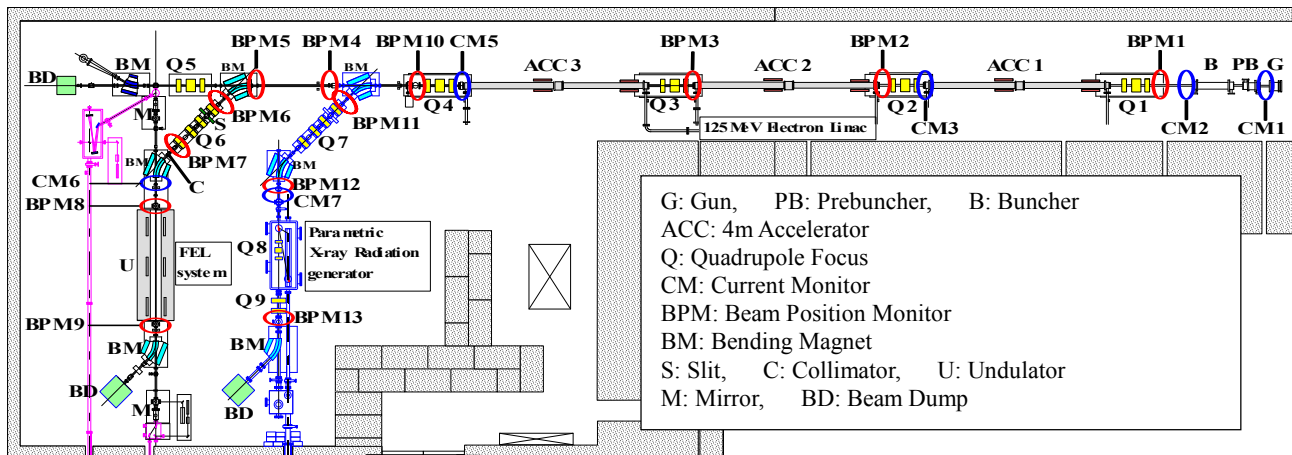 BPM5
BPM4
BPM10
CM5
BPM3
BPM2
BPM1
BM
Q5
BM
BM
ACC 3
ACC 2
ACC 1
B
PB
G
BD
Q4
Q3
Q2
Q1
M
S
BPM6
BPM11
125 MeV Electron Linac
CM3
CM2
CM1
Q6
Q7
BPM7
BM
BM
C
CM6
BPM12
CM7
BPM8
U
FEL
system
Q8
Parametric
X-ray Radiation
generator
Q9
BPM9
BPM13
BM
BM
BD
BD
M
G: Gun, PB: Prebuncher, B: Buncher
ACC: 4m Accelerator
Q: Quadrupole Focus
CM: Current Monitor
BPM: Beam Position Monitor
BM: Bending Magnet
S: Slit, C: Collimator, U: Undulator
M: Mirror, BD: Beam Dump